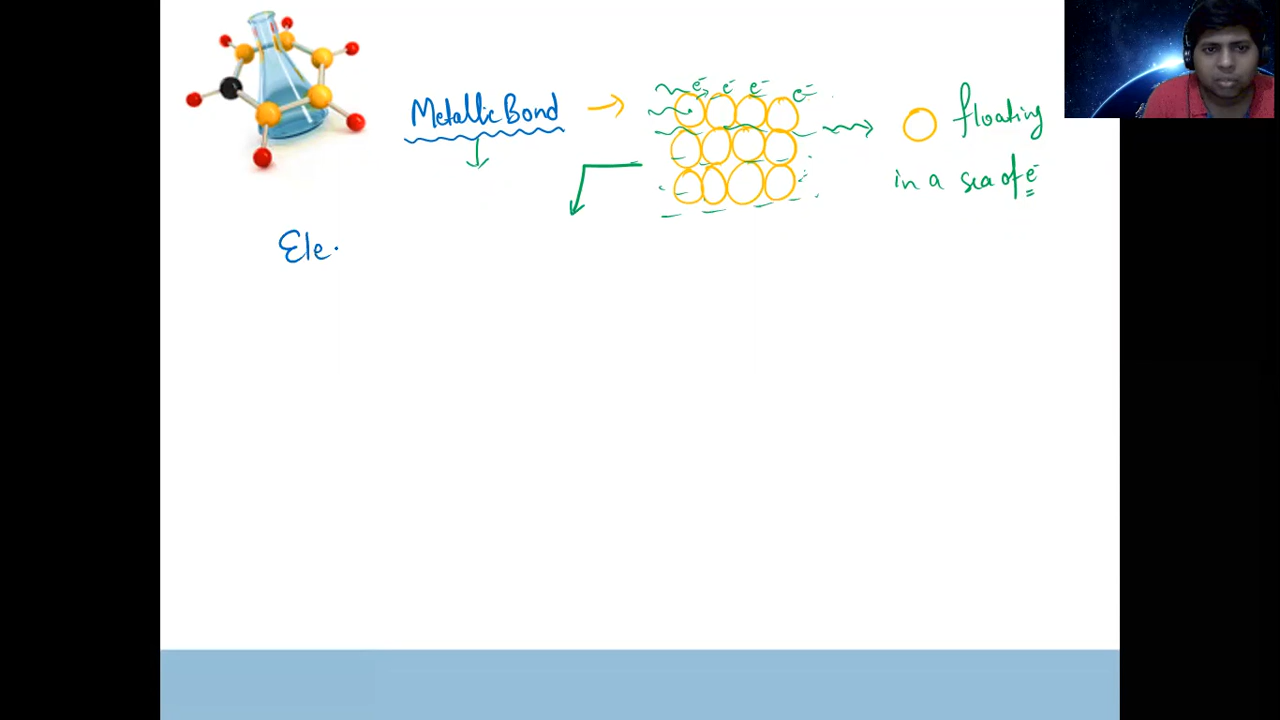 Metallic Bond → e⁻ e⁻ e⁻ e⁻ → floating
in a sea of e⁻
Ele.